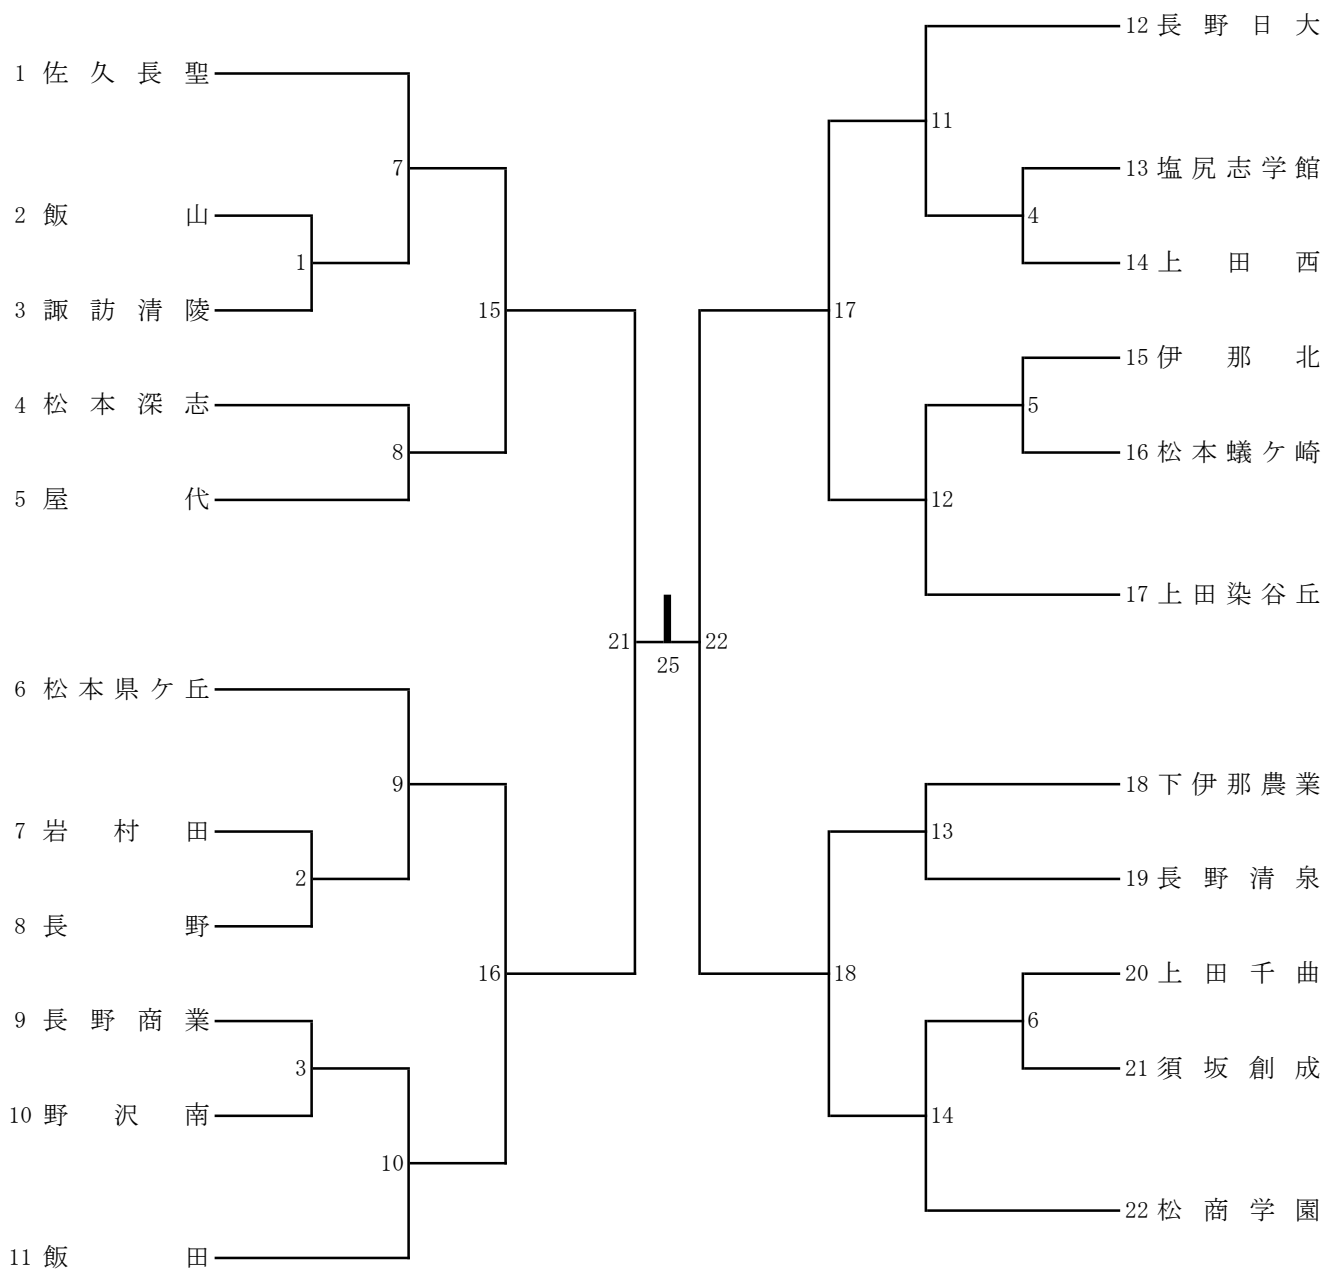 1 佐久長聖
2 飯山
3 諏訪清陵
4 松本深志
5 屋代
6 松本県ケ丘
7 岩村田
8 長野
9 長野商業
10 野沢南
11 飯田
7
1
15
8
9
2
16
3
10
21
25
22
11
4
17
5
12
13
18
6
14
12 長野日大
13 塩尻志学館
14 上田西
15 伊那北
16 松本蟻ケ崎
17 上田染谷丘
18 下伊那農業
19 長野清泉
20 上田千曲
21 須坂創成
22 松商学園